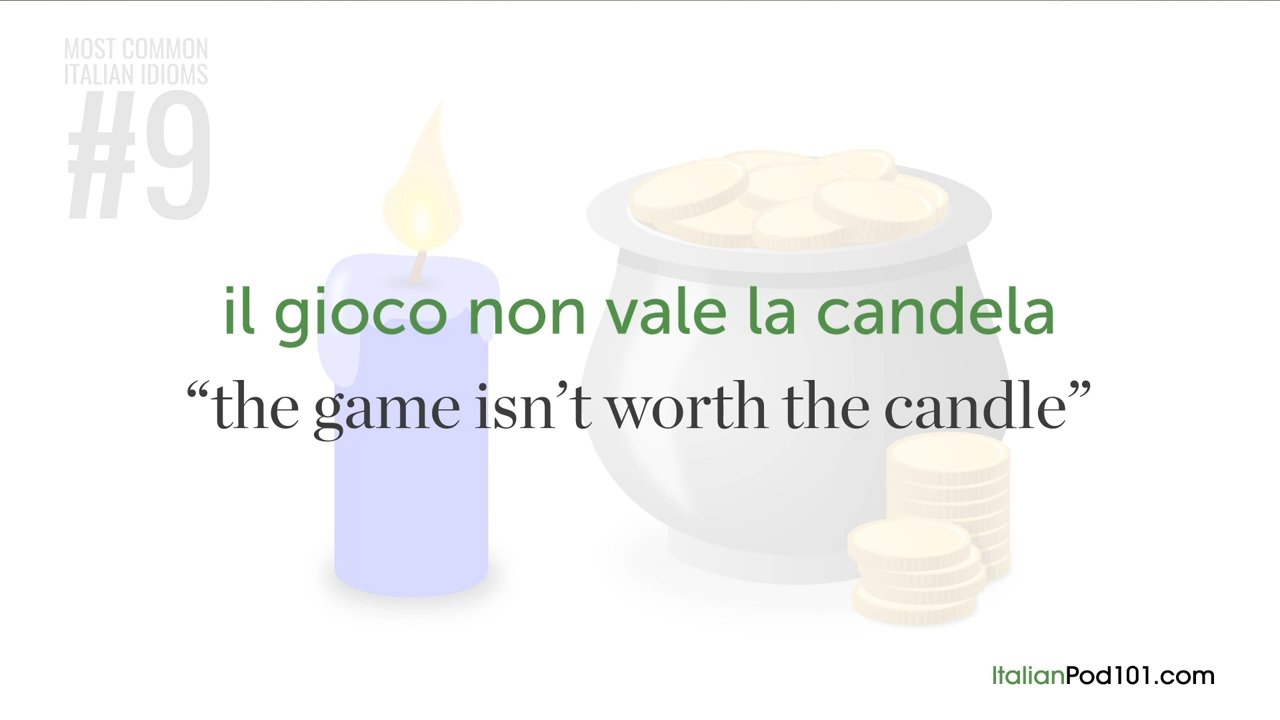 MOST COMMON
ITALIAN IDIOMS
#9
il gioco non vale la candela
“the game isn’t worth the candle”
ItalianPod101.com